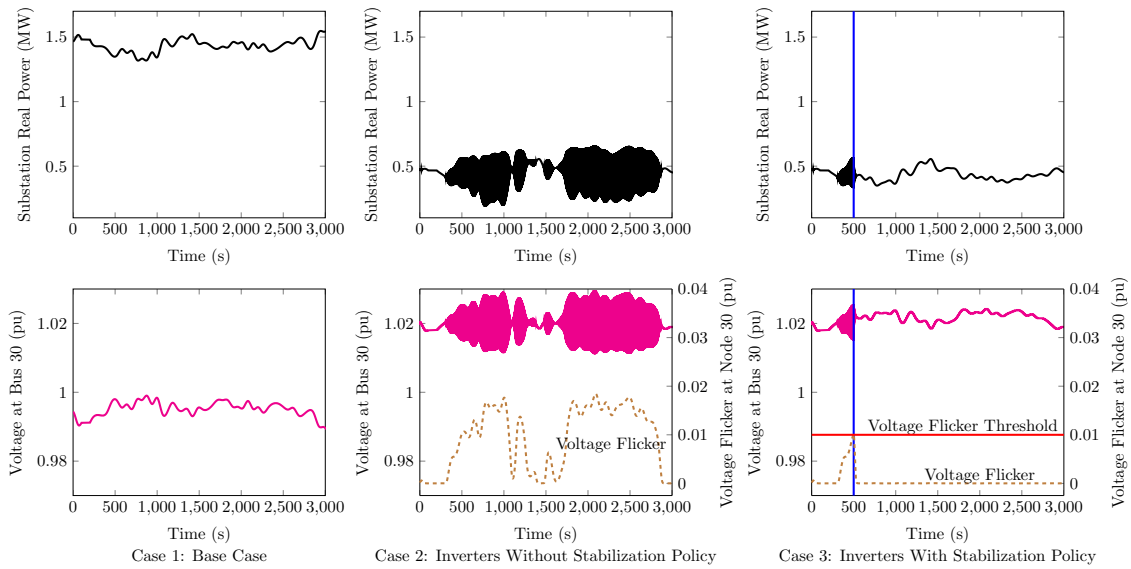 Substation Real Power (MW)
1.5
1
0.5
0 500 1,000 1,500 2,000 2,500 3,000
Time (s)
Substation Real Power (MW)
1.5
1
0.5
0 500 1,000 1,500 2,000 2,500 3,000
Time (s)
Substation Real Power (MW)
1.5
1
0.5
0 500 1,000 1,500 2,000 2,500 3,000
Time (s)
Voltage at Bus 30 (pu)
1.02
1
0.98
0 500 1,000 1,500 2,000 2,500 3,000
Time (s)
Case 1: Base Case
Voltage at Bus 30 (pu)
1.02
1
0.98
0 500 1,000 1,500 2,000 2,500 3,000
Time (s)
Voltage Flicker
0.04
0.03
0.02
0.01
0
Voltage Flicker at Node 30 (pu)
Case 2: Inverters Without Stabilization Policy
Voltage at Bus 30 (pu)
1.02
1
0.98
0 500 1,000 1,500 2,000 2,500 3,000
Time (s)
Voltage Flicker Threshold
Voltage Flicker
0.04
0.03
0.02
0.01
0
Voltage Flicker at Node 30 (pu)
Case 3: Inverters With Stabilization Policy